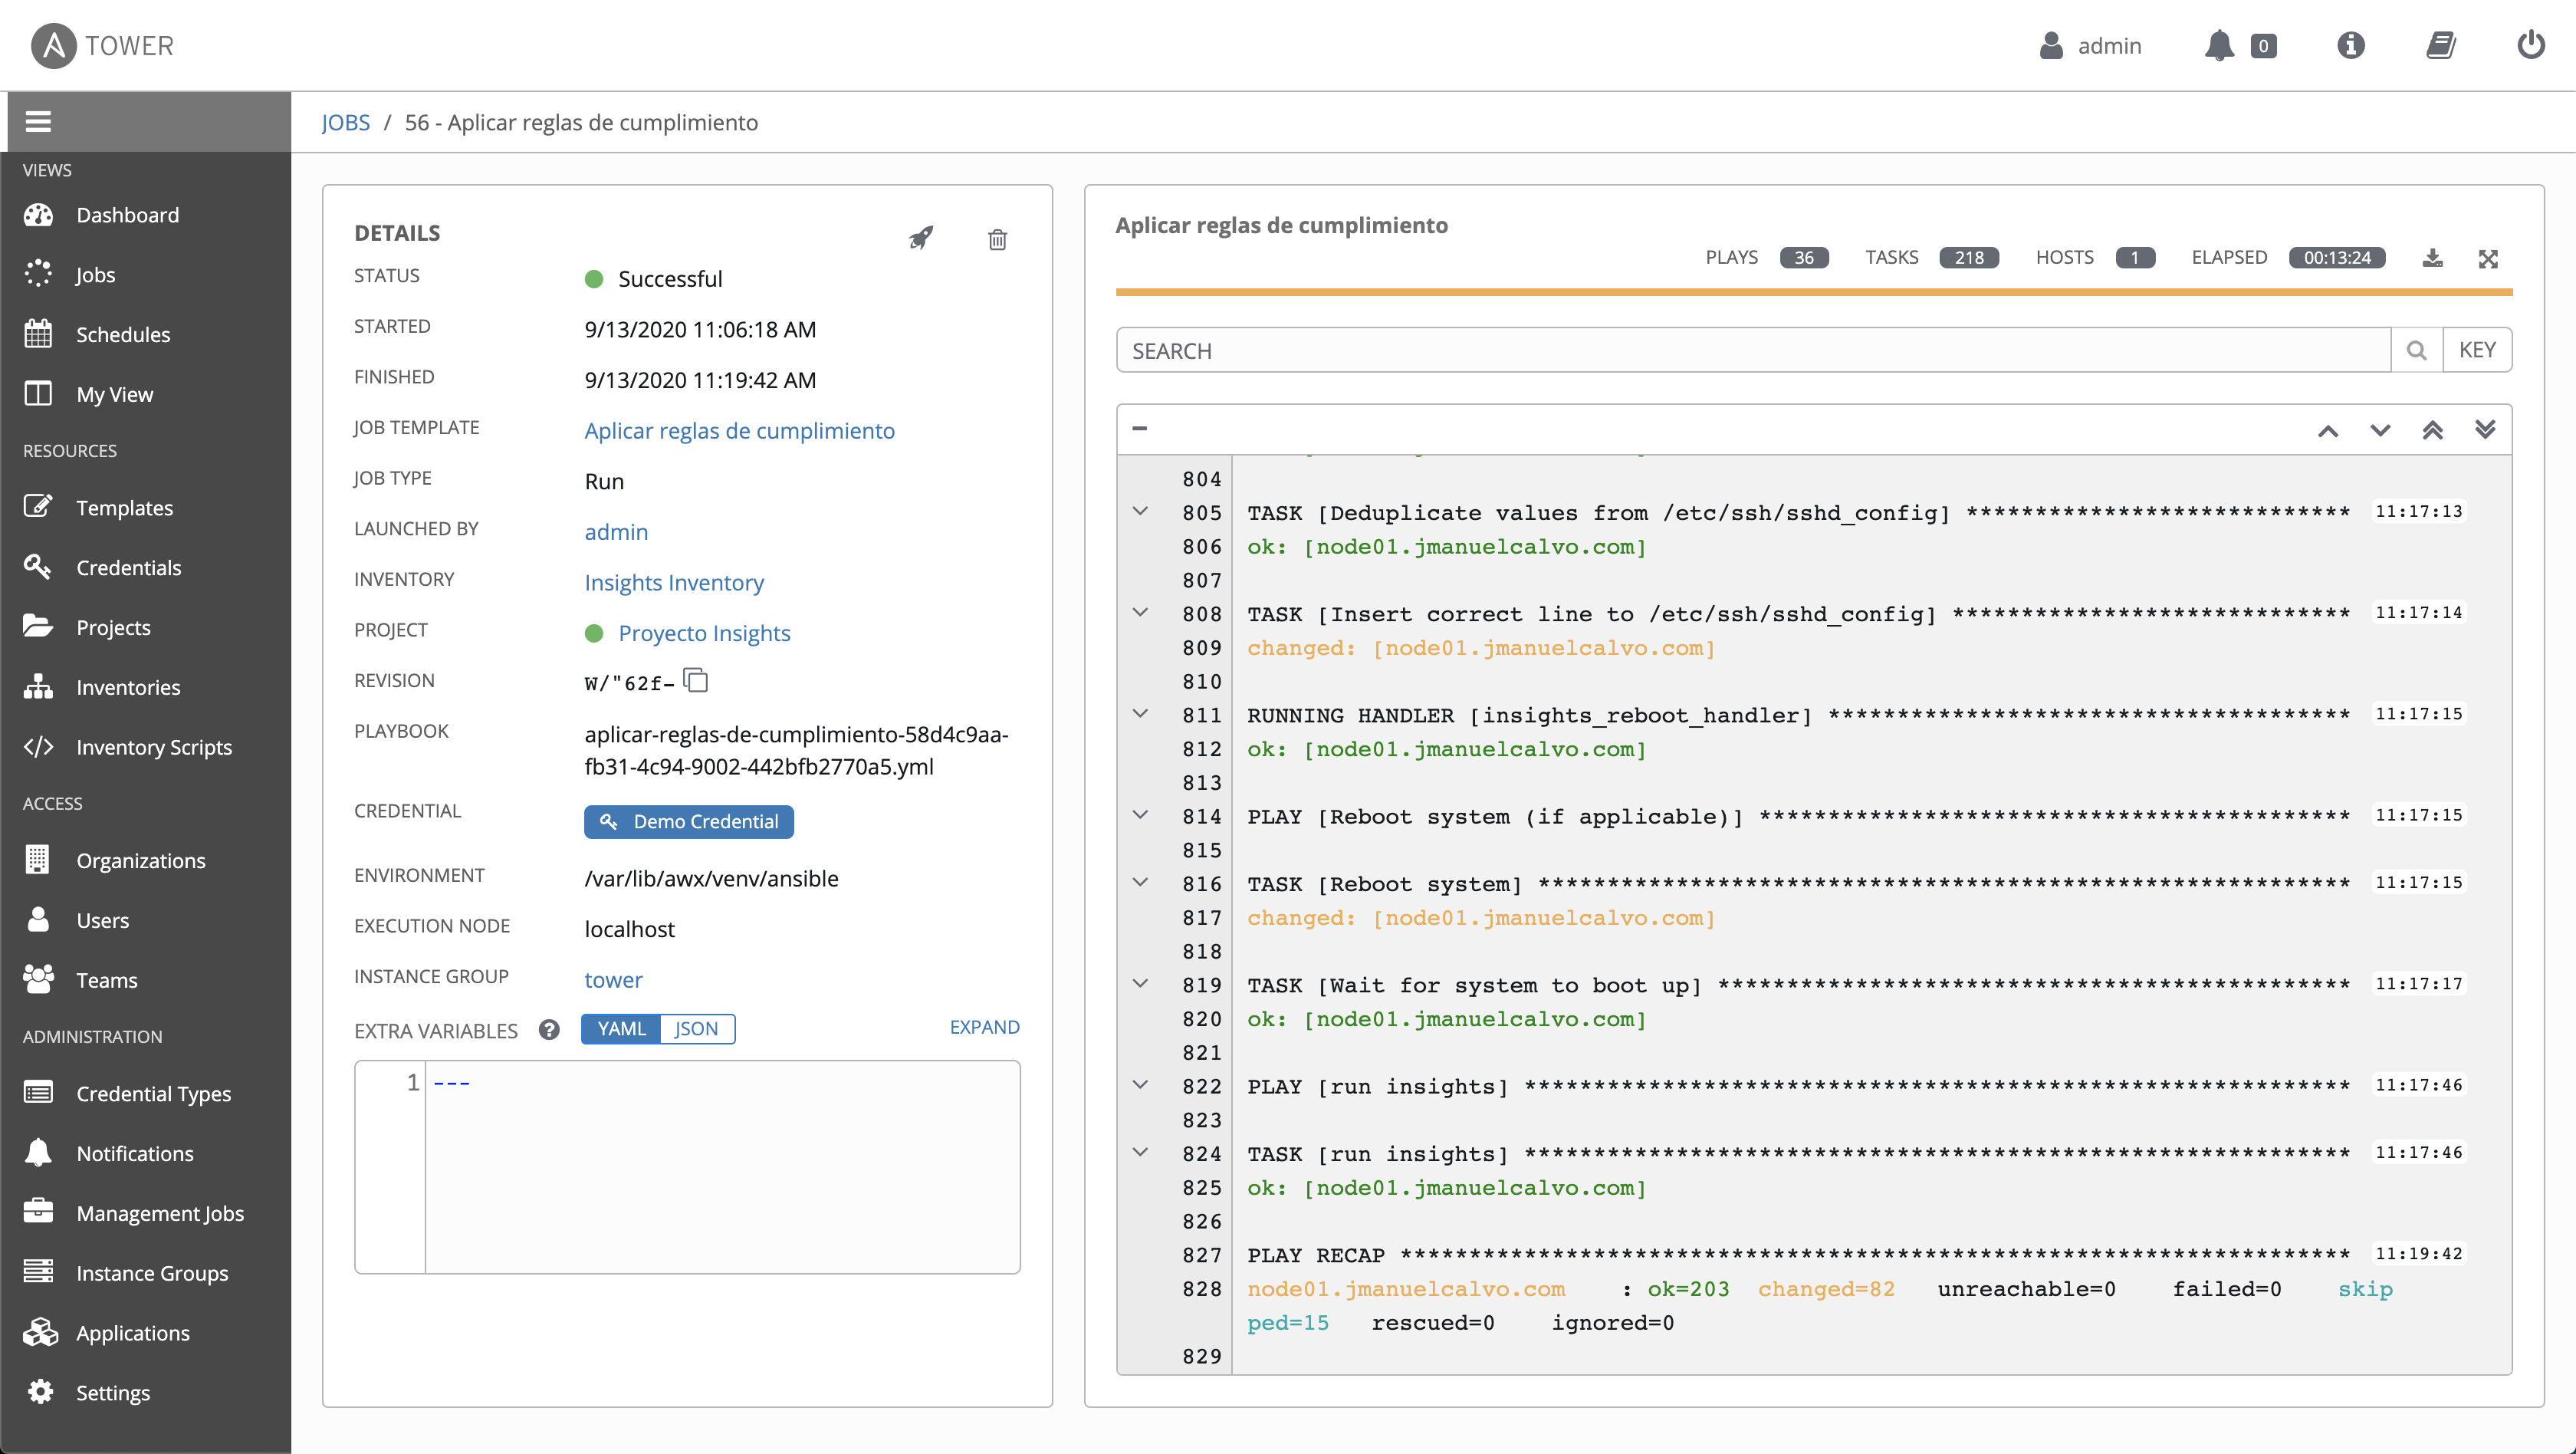 A TOWER
admin
0
JOBS / 56 - Aplicar reglas de cumplimiento
VIEWS
Dashboard
Jobs
Schedules
My View
RESOURCES
Templates
Credentials
Projects
Inventories
Inventory Scripts
ACCESS
Organizations
Users
Teams
ADMINISTRATION
Credential Types
Notifications
Management Jobs
Instance Groups
Applications
Settings
DETAILS
STATUS Successful
STARTED 9/13/2020 11:06:18 AM
FINISHED 9/13/2020 11:19:42 AM
JOB TEMPLATE Aplicar reglas de cumplimiento
JOB TYPE Run
LAUNCHED BY admin
INVENTORY Insights Inventory
PROJECT Proyecto Insights
REVISION W/"62f-
PLAYBOOK aplicar-reglas-de-cumplimiento-58d4c9aa-
fb31-4c94-9002-442bfb2770a5.yml
CREDENTIAL Demo Credential
ENVIRONMENT /var/lib/awx/venv/ansible
EXECUTION NODE localhost
INSTANCE GROUP tower
EXTRA VARIABLES ? YAML JSON EXPAND
1 ---
Aplicar reglas de cumplimiento
PLAYS 36 TASKS 218 HOSTS 1 ELAPSED 00:13:24
SEARCH KEY
804
805 TASK [Deduplicate values from /etc/ssh/sshd_config] **************************** 11:17:13
806 ok: [node01.jmanuelcalvo.com]
807
808 TASK [Insert correct line to /etc/ssh/sshd_config] ***************************** 11:17:14
809 changed: [node01.jmanuelcalvo.com]
810
811 RUNNING HANDLER [insights_reboot_handler] ************************************** 11:17:15
812 ok: [node01.jmanuelcalvo.com]
813
814 PLAY [Reboot system (if applicable)] ******************************************* 11:17:15
815
816 TASK [Reboot system] *********************************************************** 11:17:15
817 changed: [node01.jmanuelcalvo.com]
818
819 TASK [Wait for system to boot up] ********************************************** 11:17:17
820 ok: [node01.jmanuelcalvo.com]
821
822 PLAY [run insights] ************************************************************ 11:17:46
823
824 TASK [run insights] ************************************************************ 11:17:46
825 ok: [node01.jmanuelcalvo.com]
826
827 PLAY RECAP ********************************************************************* 11:19:42
828 node01.jmanuelcalvo.com : ok=203 changed=82 unreachable=0 failed=0 skip
ped=15 rescued=0 ignored=0
829